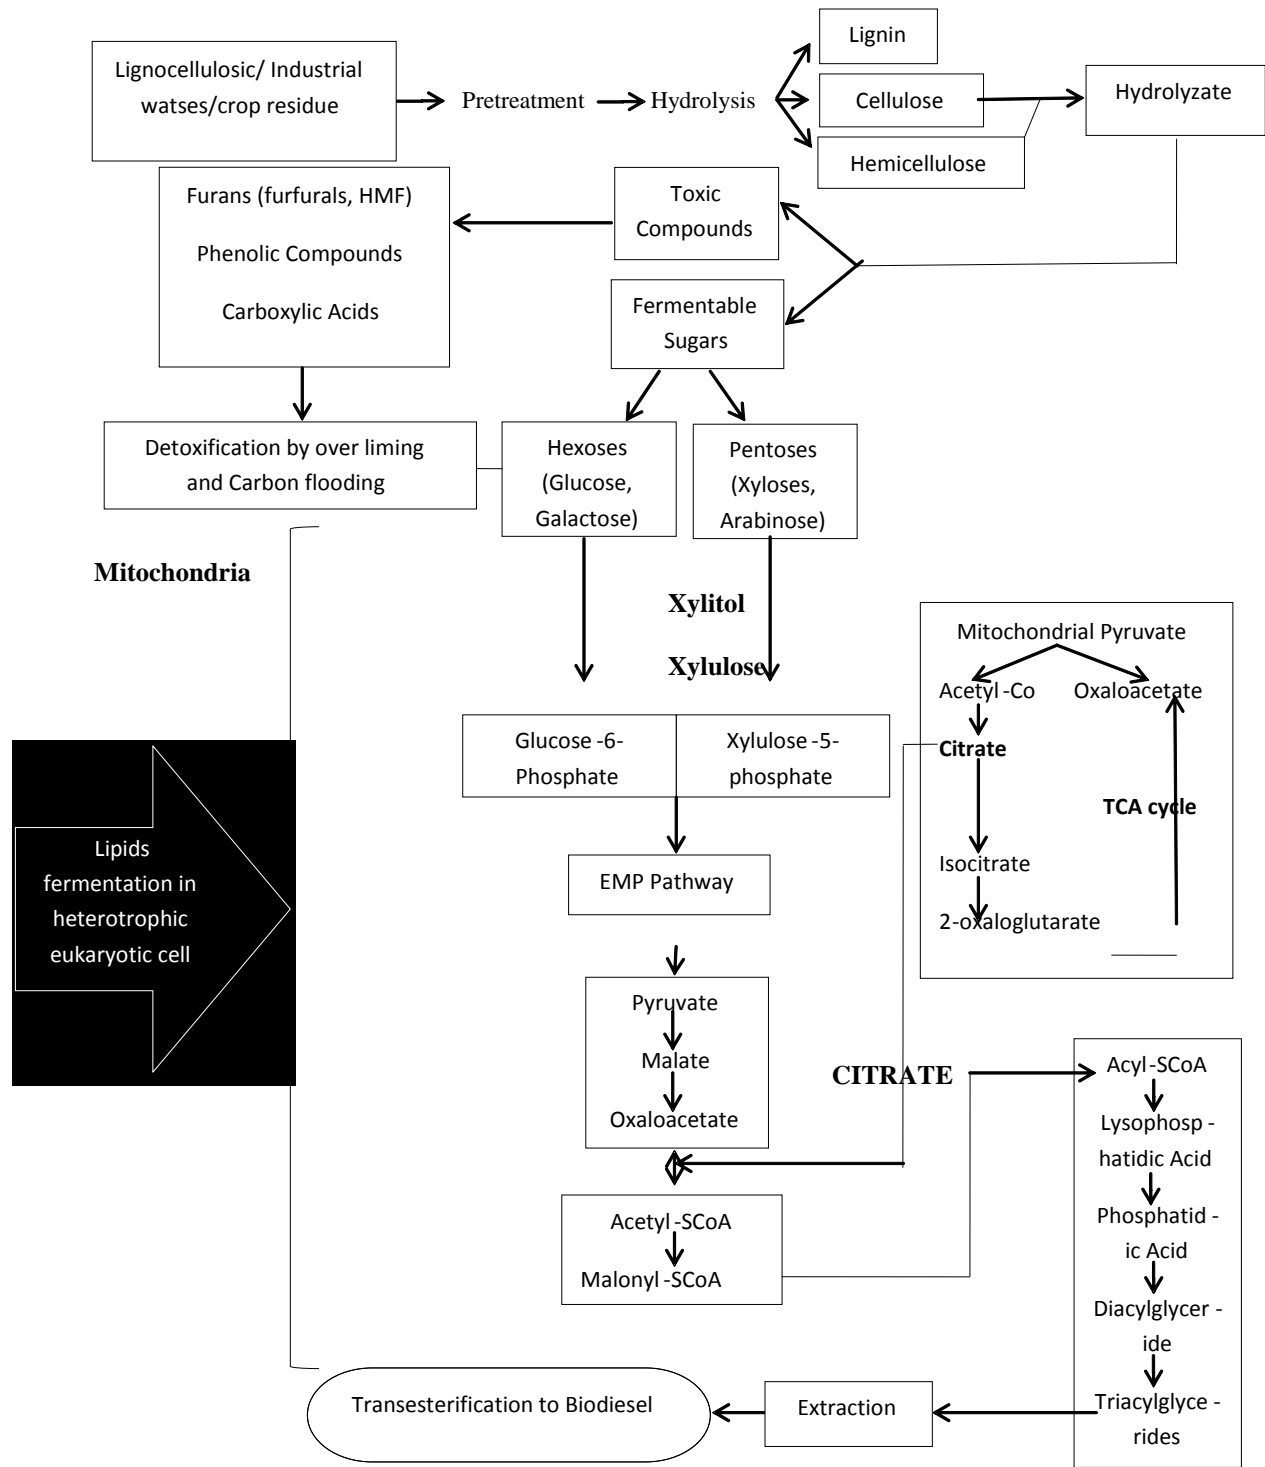 Lignocellulosic/ Industrial
watses/crop residue
Pretreatment
Hydrolysis
Lignin
Cellulose
Hemicellulose
Hydrolyzate
Furans (furfurals, HMF)
Phenolic Compounds
Carboxylic Acids
Toxic
Compounds
Fermentable
Sugars
Detoxification by over liming
and Carbon flooding
Hexoses
(Glucose,
Galactose)
Pentoses
(Xyloses,
Arabinose)
Mitochondria
Xylitol
Xylulose
Mitochondrial Pyruvate
Acetyl-Co
Oxaloacetate
Citrate
TCA cycle
Isocitrate
2-oxaloglutarate
Glucose-6-
Phosphate
Xylulose-5-
phosphate
Lipids
fermentation in
heterotrophic
eukaryotic cell
EMP Pathway
Pyruvate
Malate
Oxaloacetate
CITRATE
Acetyl-SCoA
Malonyl-SCoA
Acyl-SCoA
Lysophosp-
hatidic Acid
Phosphatid-
ic Acid
Diacylglycer-
ide
Triacylglyce-
rides
Extraction
Transesterification to Biodiesel